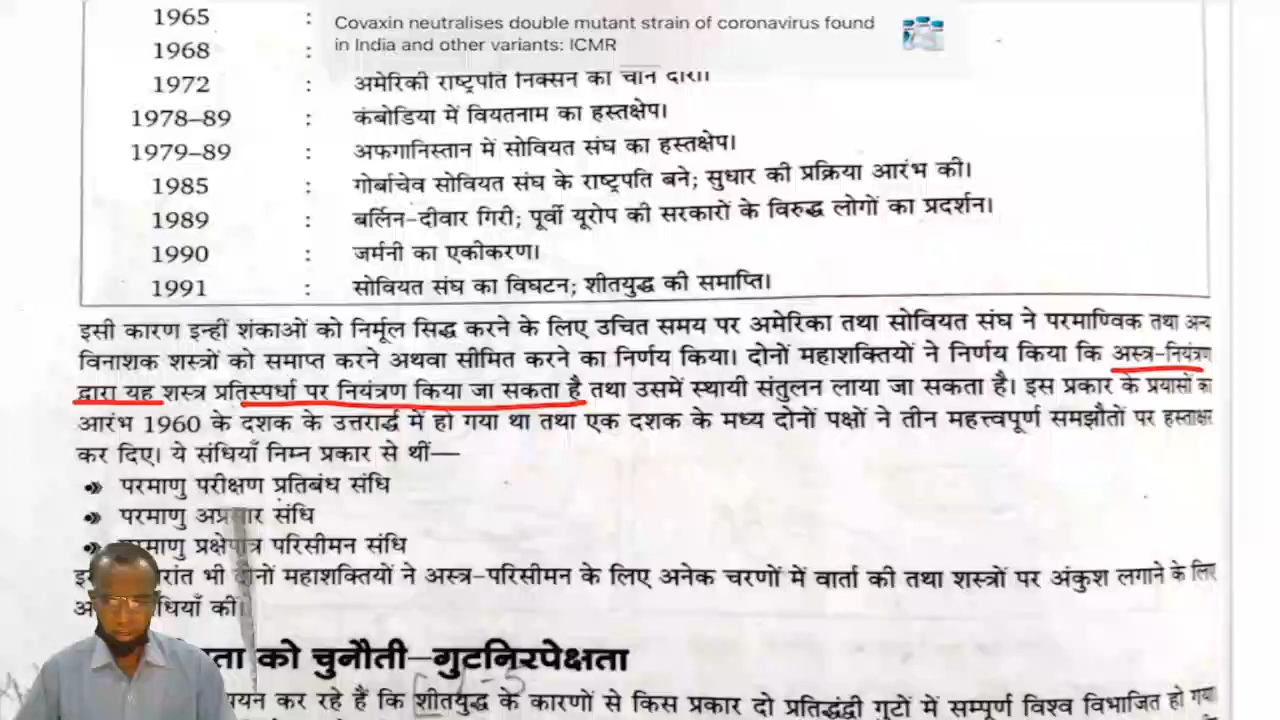 1965 :
Covaxin neutralises double mutant strain of coronavirus found
in India and other variants: ICMR
1968 :
1972 : अमेरिकी राष्ट्रपति निक्सन का चीन दौरा।
1978–89 : कंबोडिया में वियतनाम का हस्तक्षेप।
1979–89 : अफगानिस्तान में सोवियत संघ का हस्तक्षेप।
1985 : गोर्बाचेव सोवियत संघ के राष्ट्रपति बने; सुधार की प्रक्रिया आरंभ की।
1989 : बर्लिन-दीवार गिरी; पूर्वी यूरोप की सरकारों के विरुद्ध लोगों का प्रदर्शन।
1990 : जर्मनी का एकीकरण।
1991 : सोवियत संघ का विघटन; शीतयुद्ध की समाप्ति।
इसी कारण इन्हीं शंकाओं को निर्मूल सिद्ध करने के लिए उचित समय पर अमेरिका तथा सोवियत संघ ने परमाण्विक तथा अन्य
विनाशक शस्त्रों को समाप्त करने अथवा सीमित करने का निर्णय किया। दोनों महाशक्तियों ने निर्णय किया कि अस्त्र-नियंत्रण
द्वारा यह शस्त्र प्रतिस्पर्धा पर नियंत्रण किया जा सकता है तथा उसमें स्थायी संतुलन लाया जा सकता है। इस प्रकार के प्रयासों का
आरंभ 1960 के दशक के उत्तरार्द्ध में हो गया था तथा एक दशक के मध्य दोनों पक्षों ने तीन महत्त्वपूर्ण समझौतों पर हस्ताक्षर
कर दिए। ये संधियाँ निम्न प्रकार से थीं—
परमाणु परीक्षण प्रतिबंध संधि
परमाणु अप्रसार संधि
परमाणु प्रक्षेपास्त्र परिसीमन संधि
भी दोनों महाशक्तियों ने अस्त्र-परिसीमन के लिए अनेक चरणों में वार्ता की तथा शस्त्रों पर अंकुश लगाने के लिए
कीं।
को चुनौती—गुटनिरपेक्षता
कर रहे हैं कि शीतयुद्ध के कारणों से किस प्रकार दो प्रतिद्वंद्वी गुटों में सम्पूर्ण विश्व विभाजित हो गया